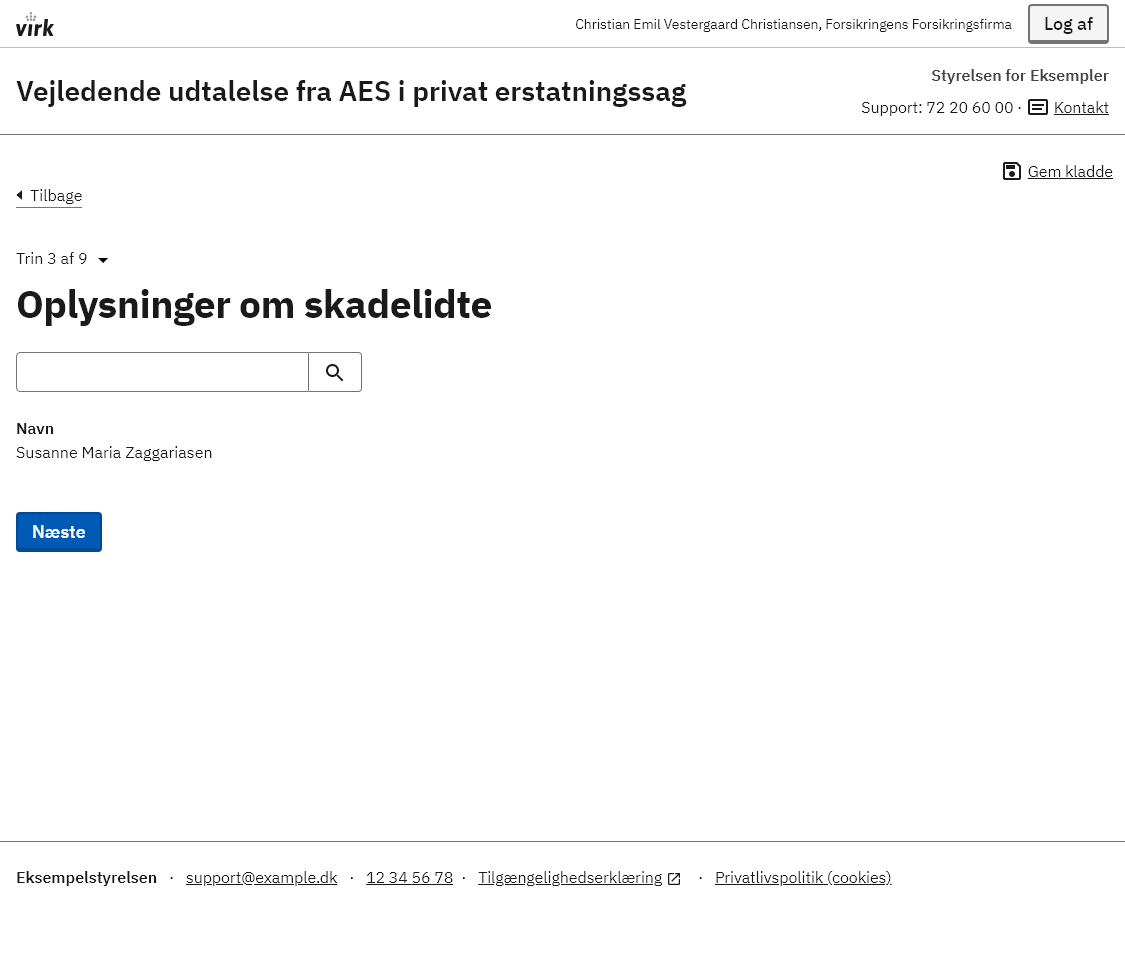 virk
Christian Emil Vestergaard Christiansen, Forsikringens Forsikringsfirma
Log af
Vejledende udtalelse fra AES i privat erstatningssag
Styrelsen for Eksempler
Support: 72 20 60 00 · Kontakt
Gem kladde
Tilbage
Trin 3 af 9
Oplysninger om skadelidte
Navn
Susanne Maria Zaggariasen
Næste
Eksempelstyrelsen · support@example.dk · 12 34 56 78 · Tilgængelighedserklæring · Privatlivspolitik (cookies)